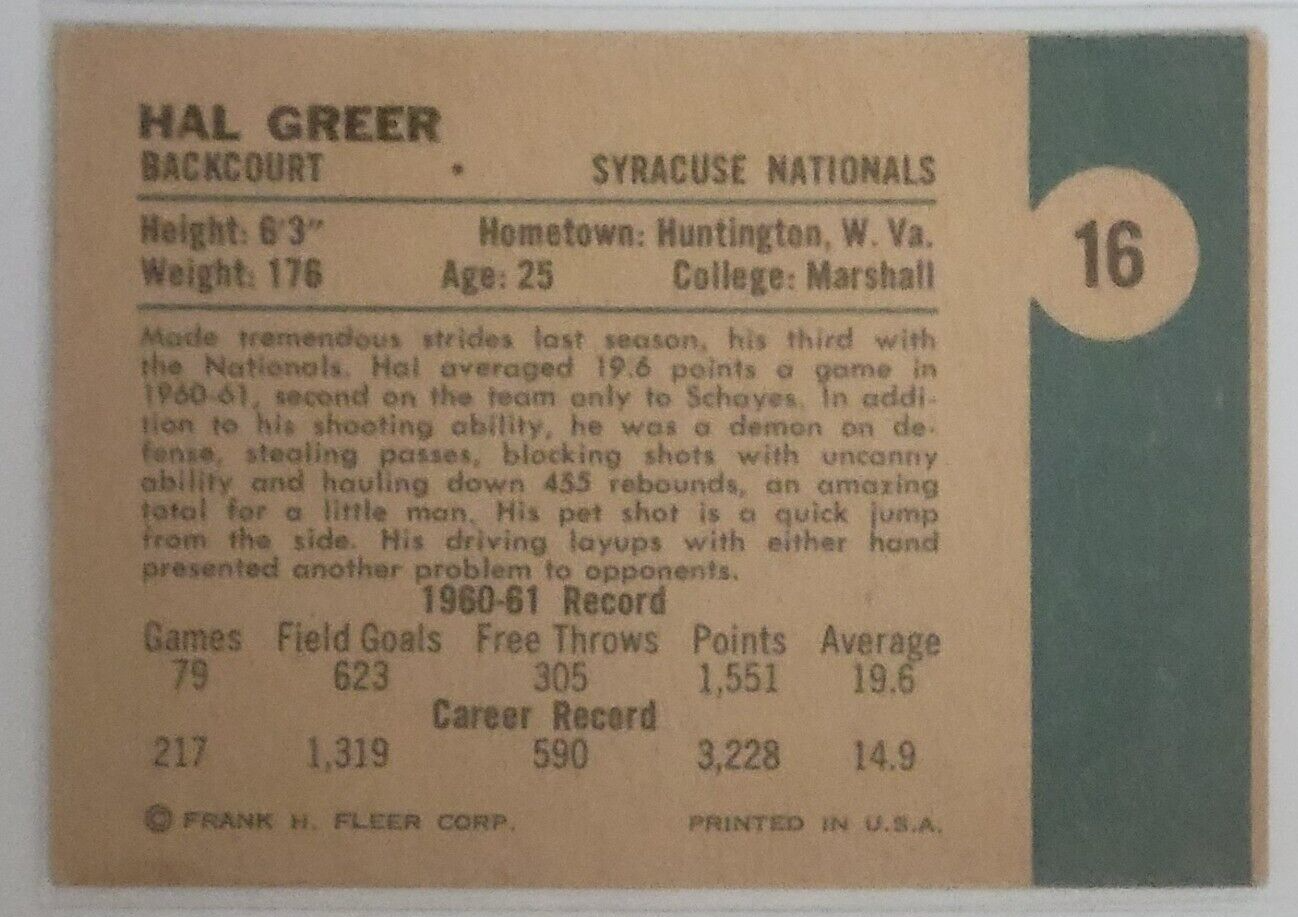 HAL GREER
BACKCOURT • SYRACUSE NATIONALS
Height: 6'3" Hometown: Huntington, W. Va.
Weight: 176 Age: 25 College: Marshall
16
Made tremendous strides last season, his third with
the Nationals. Hal averaged 19.6 points a game in
1960-61, second on the team only to Schayes. In addi-
tion to his shooting ability, he was a demon on de-
fense, stealing passes, blocking shots with uncanny
ability and hauling down 455 rebounds, an amazing
total for a little man. His pet shot is a quick jump
from the side. His driving layups with either hand
presented another problem to opponents.
1960-61 Record
Games Field Goals Free Throws Points Average
79 623 305 1,551 19.6
Career Record
217 1,319 590 3,228 14.9
© FRANK H. FLEER CORP. PRINTED IN U.S.A.